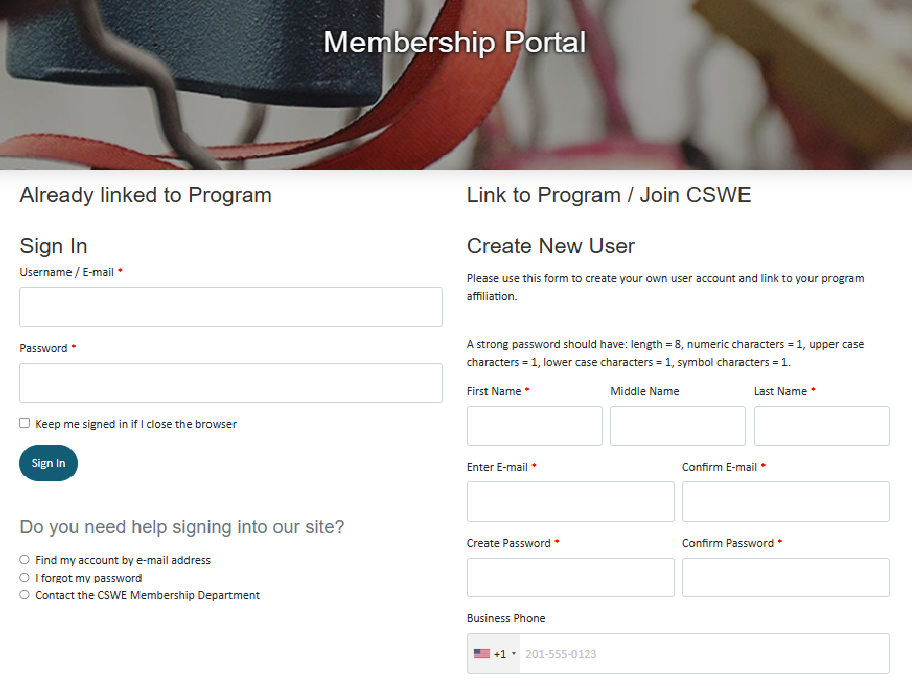 Membership Portal
Already linked to Program
Sign In
Username / E-mail *
Password *
Keep me signed in if I close the browser
Sign In
Do you need help signing into our site?
Find my account by e-mail address
I forgot my password
Contact the CSWE Membership Department
Link to Program / Join CSWE
Create New User
Please use this form to create your own user account and link to your program
affiliation.
A strong password should have: length = 8, numeric characters = 1, upper case
characters = 1, lower case characters = 1, symbol characters = 1.
First Name * Middle Name Last Name *
Enter E-mail * Confirm E-mail *
Create Password * Confirm Password *
Business Phone
+1 201-555-0123